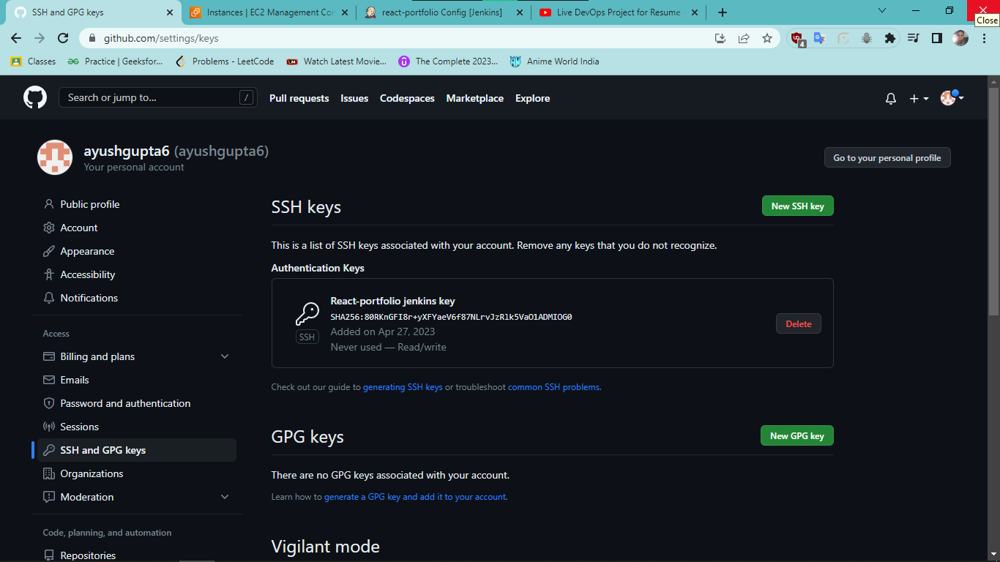 SSH and GPG keys
Instances | EC2 Management Con
react-portfolio Config [Jenkins]
Live DevOps Project for Resume -
Close
github.com/settings/keys
4
Classes
Practice | Geeksfor...
Problems - LeetCode
Watch Latest Movie...
The Complete 2023...
Anime World India
Search or jump to...
/
Pull requests
Issues
Codespaces
Marketplace
Explore
ayushgupta6 (ayushgupta6)
Your personal account
Go to your personal profile
Public profile
Account
Appearance
Accessibility
Notifications
Access
Billing and plans
Emails
Password and authentication
Sessions
SSH and GPG keys
Organizations
Moderation
Code, planning, and automation
Repositories
SSH keys
New SSH key
This is a list of SSH keys associated with your account. Remove any keys that you do not recognize.
Authentication Keys
React-portfolio jenkins key
SHA256:80RKnGFI8r+yXFYaeV6f87NLrvJzRlk5VaO1ADMIOG0
Added on Apr 27, 2023
Never used — Read/write
SSH
Delete
Check out our guide to generating SSH keys or troubleshoot common SSH problems.
GPG keys
New GPG key
There are no GPG keys associated with your account.
Learn how to generate a GPG key and add it to your account.
Vigilant mode